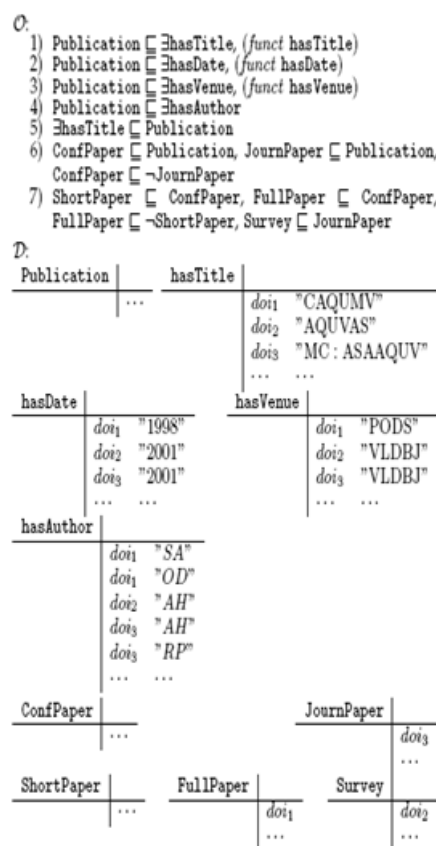 𝒪:
1) Publication ⊑ ∃hasTitle, (funct hasTitle)
2) Publication ⊑ ∃hasDate, (funct hasDate)
3) Publication ⊑ ∃hasVenue, (funct hasVenue)
4) Publication ⊑ ∃hasAuthor
5) ∃hasTitle ⊑ Publication
6) ConfPaper ⊑ Publication, JournPaper ⊑ Publication,
ConfPaper ⊑ ¬JournPaper
7) ShortPaper ⊑ ConfPaper, FullPaper ⊑ ConfPaper,
FullPaper ⊑ ¬ShortPaper, Survey ⊑ JournPaper
𝒟:
Publication hasTitle
...
doi₁ "CAQUMV"
doi₂ "AQUVAS"
doi₃ "MC : ASAAQUV"
... ...
hasDate hasVenue
doi₁ "1998" doi₁ "PODS"
doi₂ "2001" doi₂ "VLDBJ"
doi₃ "2001" doi₃ "VLDBJ"
... ... ... ...
hasAuthor
doi₁ "SA"
doi₁ "OD"
doi₂ "AH"
doi₃ "AH"
doi₃ "RP"
... ...
ConfPaper JournPaper
... doi₃
...
ShortPaper FullPaper Survey
... doi₁ doi₂
... ...